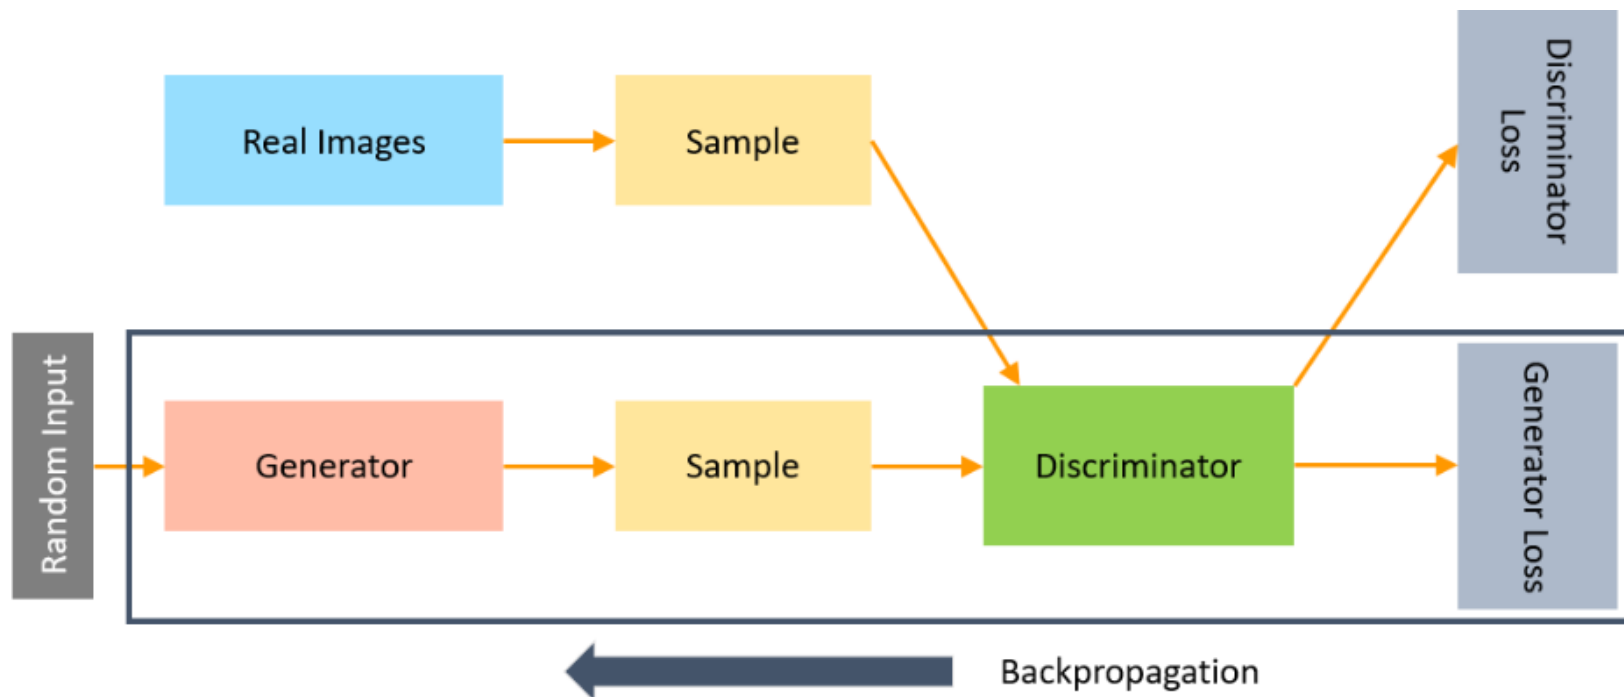 Real Images
Sample
Discriminator
Loss
Random Input
Generator
Sample
Discriminator
Generator Loss
Backpropagation